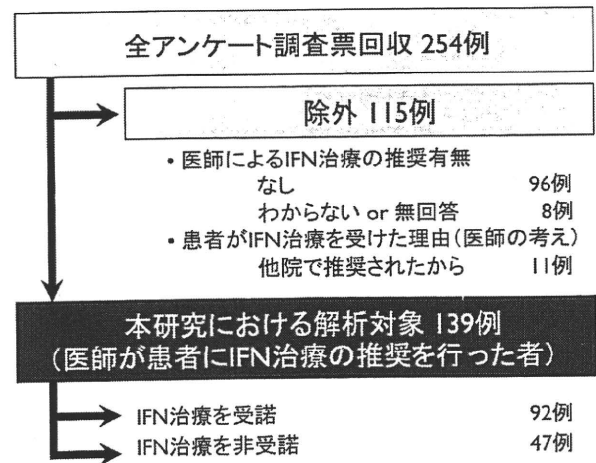 全アンケート調査票回収 254例
除外 115例
・医師によるIFN治療の推奨有無
なし 96例
わからない or 無回答 8例
・患者がIFN治療を受けた理由(医師の考え)
他院で推奨されたから 11例
本研究における解析対象 139例
(医師が患者にIFN治療の推奨を行った者)
IFN治療を受諾 92例
IFN治療を非受諾 47例